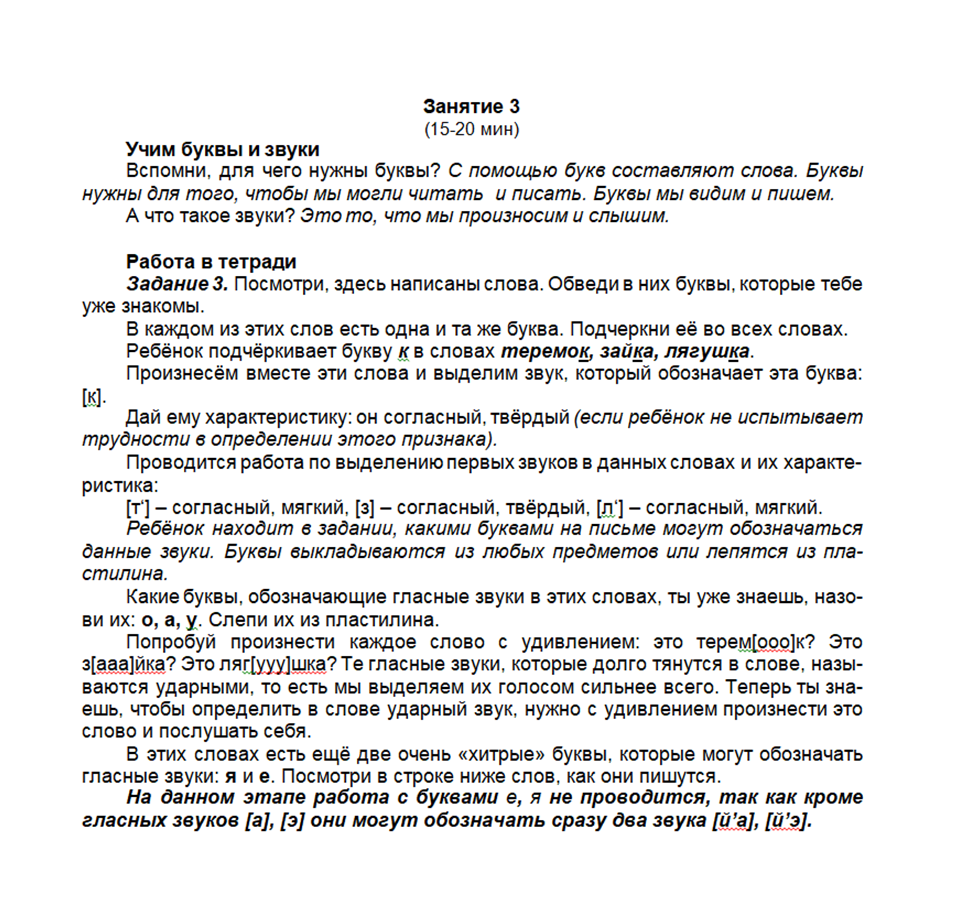 Занятие 3
(15-20 мин)
Учим буквы и звуки
Вспомни, для чего нужны буквы? С помощью букв составляют слова. Буквы
нужны для того, чтобы мы могли читать и писать. Буквы мы видим и пишем.
А что такое звуки? Это то, что мы произносим и слышим.
Работа в тетради
Задание 3. Посмотри, здесь написаны слова. Обведи в них буквы, которые тебе
уже знакомы.
В каждом из этих слов есть одна и та же буква. Подчеркни её во всех словах.
Ребёнок подчёркивает букву к в словах теремок, зайка, лягушка.
Произнесём вместе эти слова и выделим звук, который обозначает эта буква:
[к].
Дай ему характеристику: он согласный, твёрдый (если ребёнок не испытывает
трудности в определении этого признака).
Проводится работа по выделению первых звуков в данных словах и их характе-
ристика:
[т‘] – согласный, мягкий, [з] – согласный, твёрдый, [л‘] – согласный, мягкий.
Ребёнок находит в задании, какими буквами на письме могут обозначаться
данные звуки. Буквы выкладываются из любых предметов или лепятся из пла-
стилина.
Какие буквы, обозначающие гласные звуки в этих словах, ты уже знаешь, назо-
ви их: о, а, у. Слепи их из пластилина.
Попробуй произнести каждое слово с удивлением: это терем[ооо]к? Это
з[ааа]йка? Это ляг[ууу]шка? Те гласные звуки, которые долго тянутся в слове, назы-
ваются ударными, то есть мы выделяем их голосом сильнее всего. Теперь ты зна-
ешь, чтобы определить в слове ударный звук, нужно с удивлением произнести это
слово и послушать себя.
В этих словах есть ещё две очень «хитрые» буквы, которые могут обозначать
гласные звуки: я и е. Посмотри в строке ниже слов, как они пишутся.
На данном этапе работа с буквами е, я не проводится, так как кроме
гласных звуков [а], [э] они могут обозначать сразу два звука [й’а], [й’э].